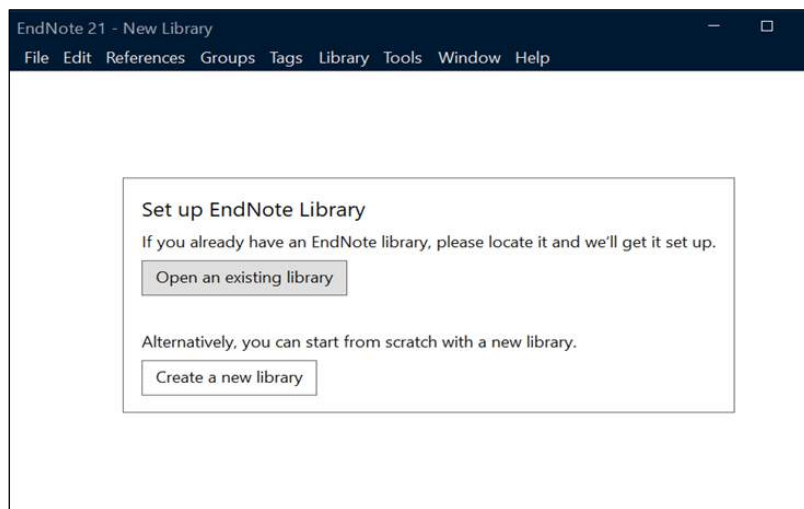 EndNote 21 - New Library
File Edit References Groups Tags Library Tools Window Help
Set up EndNote Library
If you already have an EndNote library, please locate it and we'll get it set up.
Open an existing library
Alternatively, you can start from scratch with a new library.
Create a new library